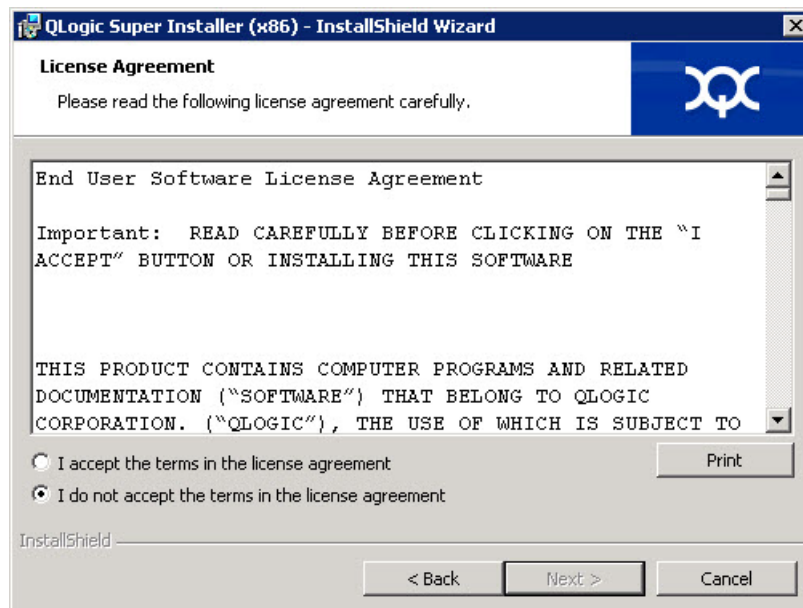 QLogic Super Installer (x86) - InstallShield Wizard
License Agreement
Please read the following license agreement carefully.
End User Software License Agreement
Important:  READ CAREFULLY BEFORE CLICKING ON THE “I
ACCEPT” BUTTON OR INSTALLING THIS SOFTWARE
THIS PRODUCT CONTAINS COMPUTER PROGRAMS AND RELATED
DOCUMENTATION (“SOFTWARE”) THAT BELONG TO QLOGIC
CORPORATION. (“QLOGIC”), THE USE OF WHICH IS SUBJECT TO
I accept the terms in the license agreement
Print
I do not accept the terms in the license agreement
InstallShield
< Back
Next >
Cancel